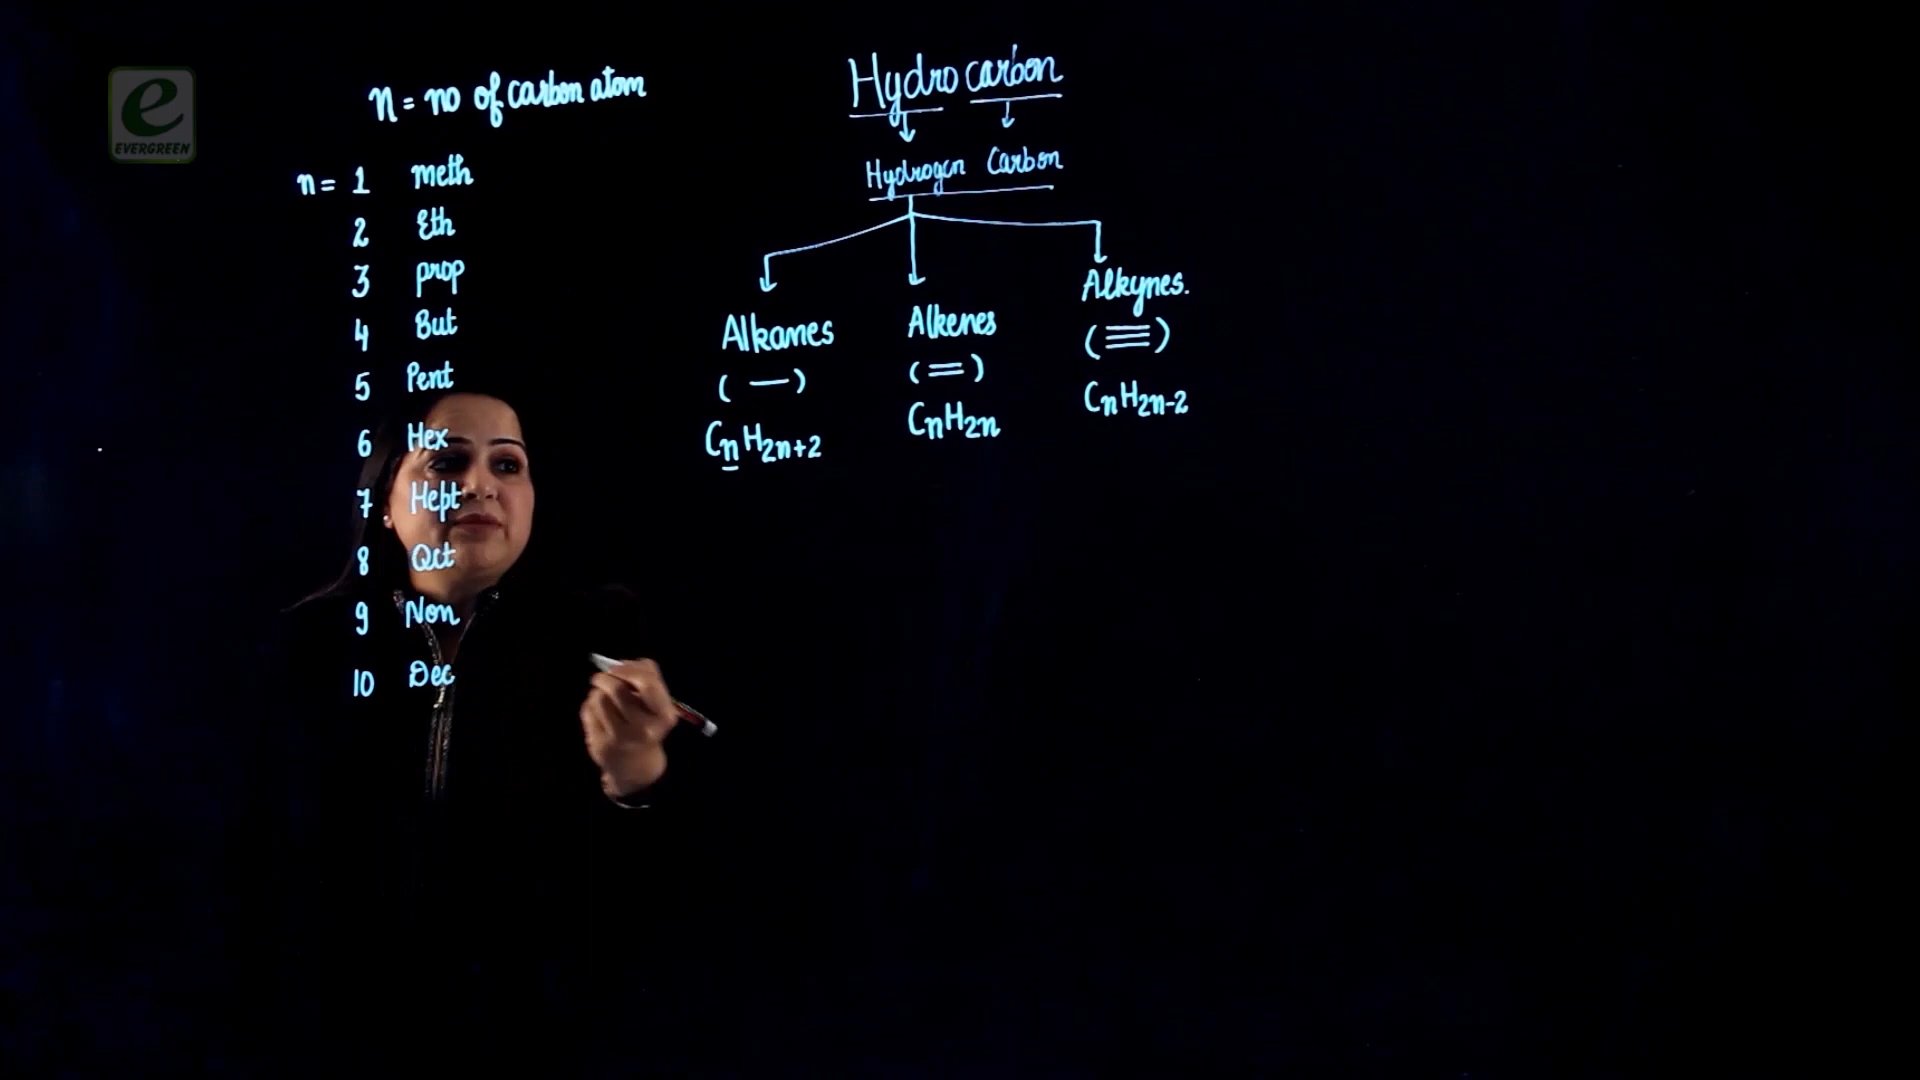 e
EVERGREEN
n = no of carbon atom
n = 1 meth
2 Eth
3 prop
4 But
5 Pent
6 Hex
7 Hept
8 Oct
9 Non
10 Dec
Hydrocarbon
Hydrogen Carbon
Alkanes
( — )
CnH2n+2
Alkenes
( = )
CnH2n
Alkynes.
( ≡ )
CnH2n-2